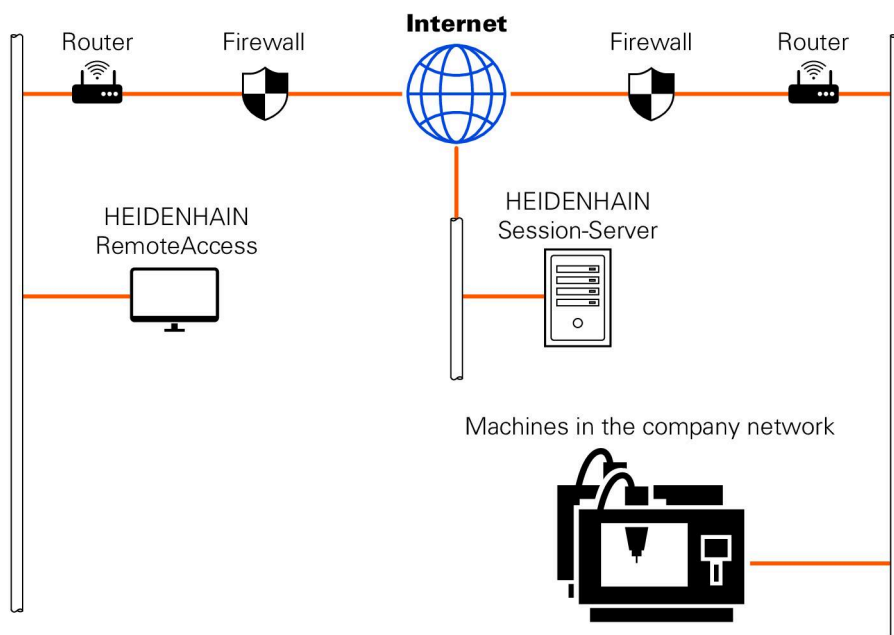 Internet
Router
Firewall
Firewall
Router
HEIDENHAIN
RemoteAccess
HEIDENHAIN
Session-Server
Machines in the company network